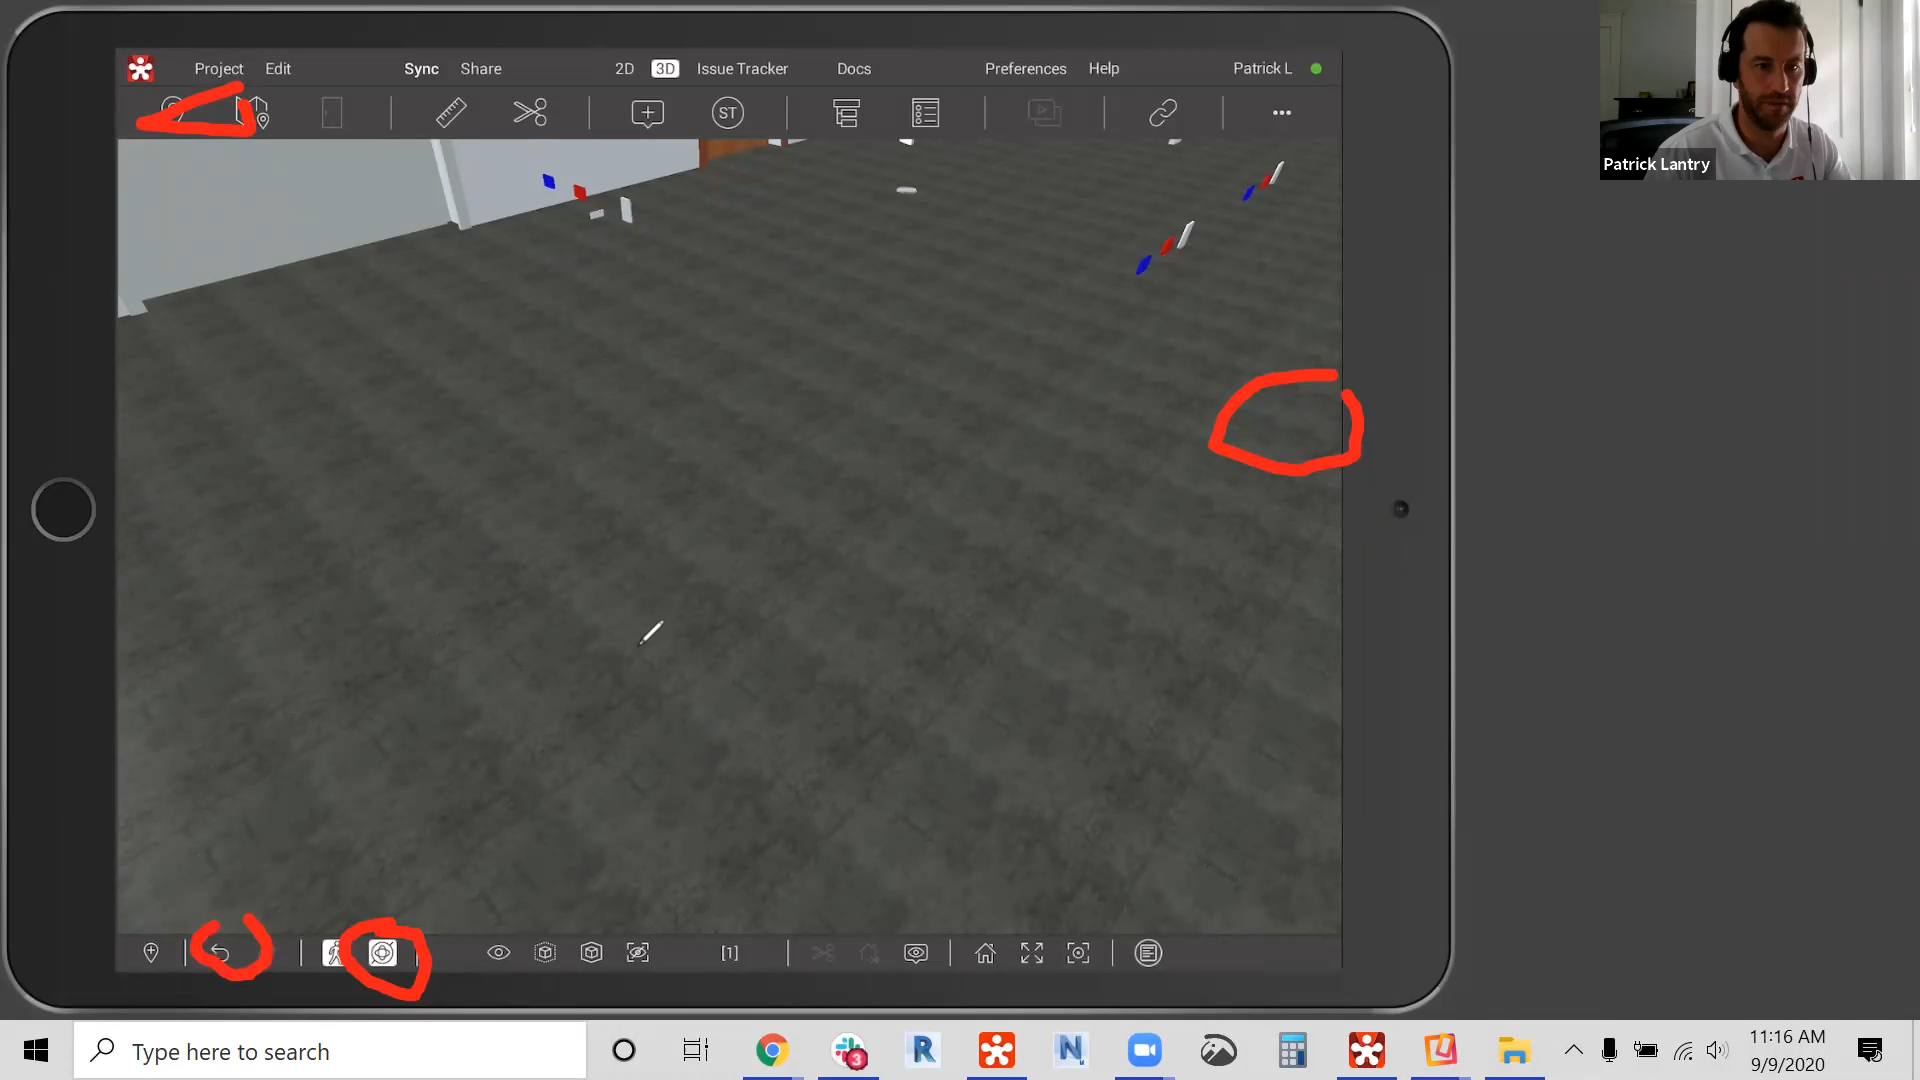 Project Edit Sync Share 2D 3D Issue Tracker Docs Preferences Help Patrick L
ST
Patrick Lantry
[1]
Type here to search
3
R
N
11:16 AM
9/9/2020